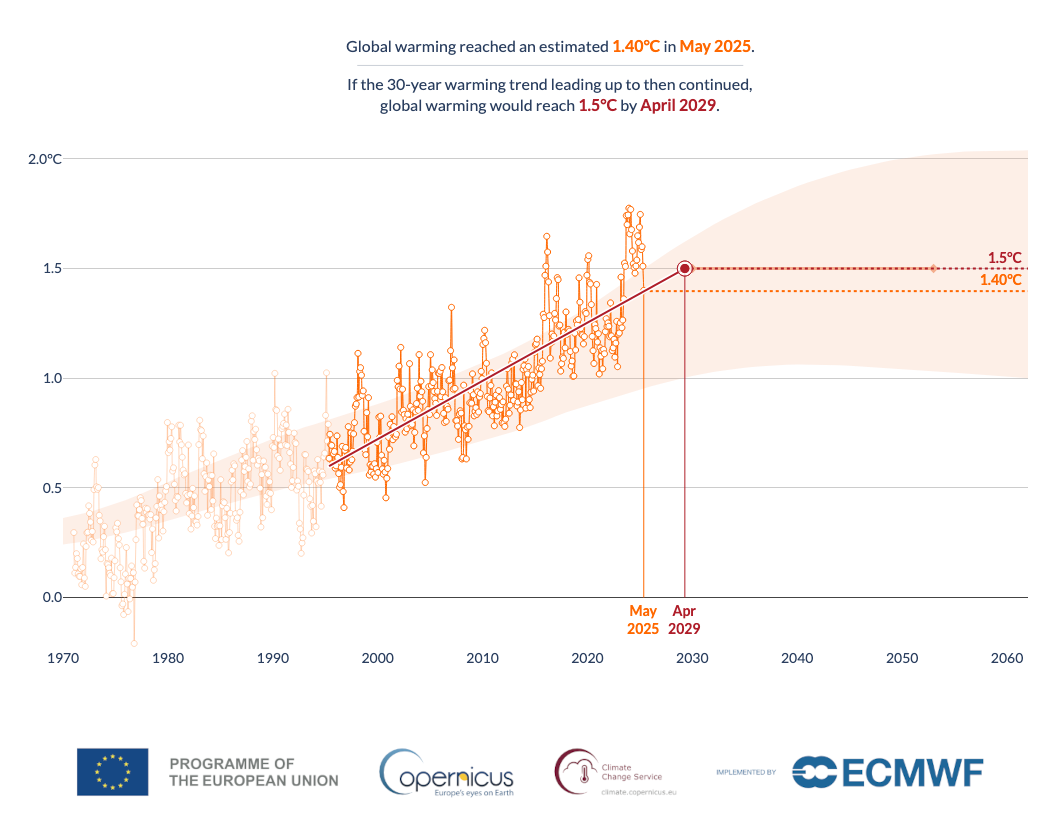 Global warming reached an estimated 1.40°C in May 2025.
If the 30-year warming trend leading up to then continued,
global warming would reach 1.5°C by April 2029.
2.0°C
1.5
1.5°C
1.40°C
1.0
0.5
0.0
May
2025
Apr
2029
1970
1980
1990
2000
2010
2020
2030
2040
2050
2060
PROGRAMME OF
THE EUROPEAN UNION
opernicus
Europe's eyes on Earth
Climate
Change Service
climate.copernicus.eu
IMPLEMENTED BY
ECMWF